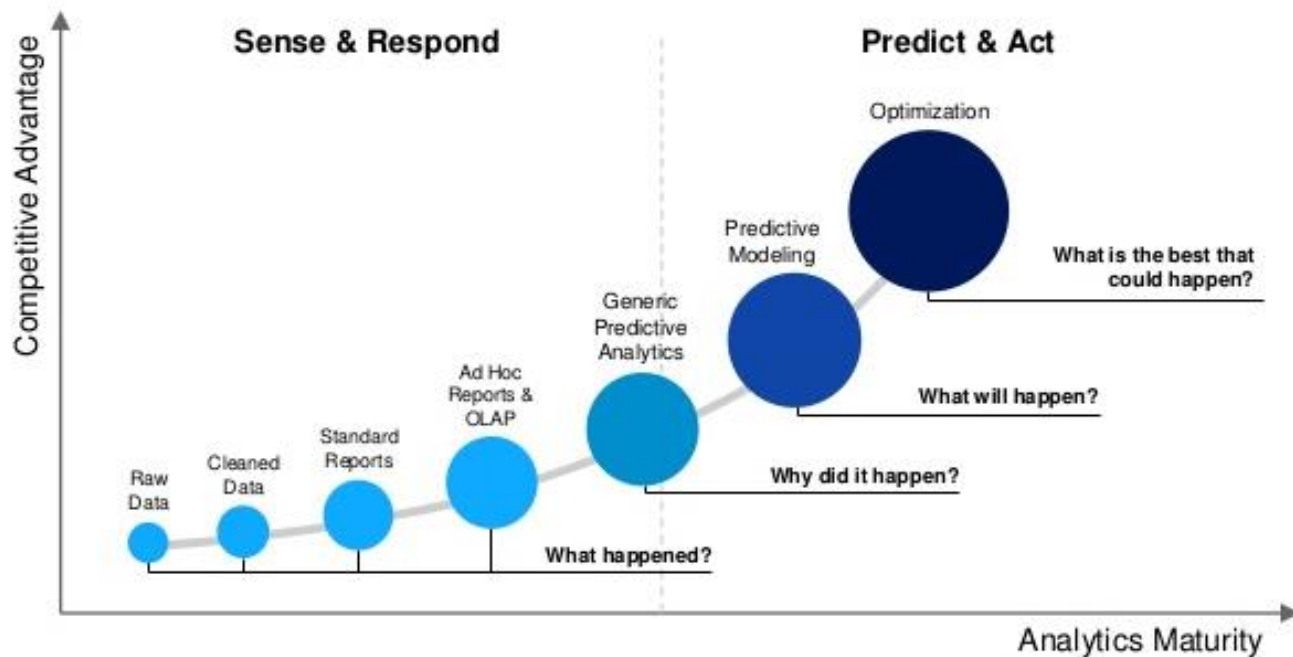 Sense & Respond
Predict & Act
Competitive Advantage
Optimization
Predictive
Modeling
What is the best that
could happen?
Generic
Predictive
Analytics
What will happen?
Ad Hoc
Reports &
OLAP
Why did it happen?
Standard
Reports
Cleaned
Data
Raw
Data
What happened?
Analytics Maturity